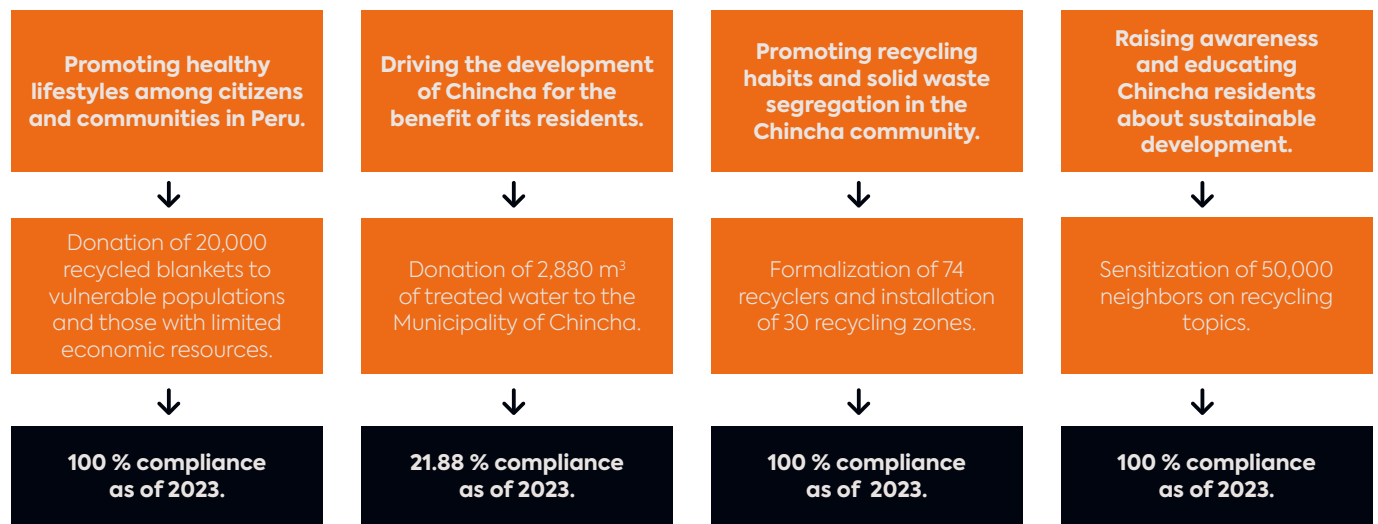 Promoting healthy
lifestyles among citizens
and communities in Peru.
Donation of 20,000
recycled blankets to
vulnerable populations
and those with limited
economic resources.
100 % compliance
as of 2023.
Driving the development
of Chincha for the
benefit of its residents.
Donation of 2,880 m³
of treated water to the
Municipality of Chincha.
21.88 % compliance
as of 2023.
Promoting recycling
habits and solid waste
segregation in the
Chincha community.
Formalization of 74
recyclers and installation
of 30 recycling zones.
100 % compliance
as of 2023.
Raising awareness
and educating
Chincha residents
about sustainable
development.
Sensitization of 50,000
neighbors on recycling
topics.
100 % compliance
as of 2023.